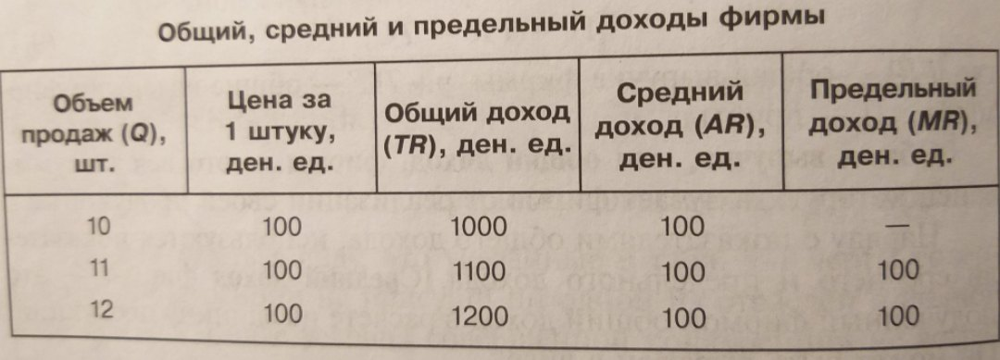 Общий, средний и предельный доходы фирмы
Объем
продаж (Q),
шт.
Цена за
1 штуку,
ден. ед.
Общий доход
(TR), ден. ед.
Средний
доход (AR),
ден. ед.
Предельный
доход (MR),
ден. ед.
10 100 1000 100 —
11 100 1100 100 100
12 100 1200 100 100